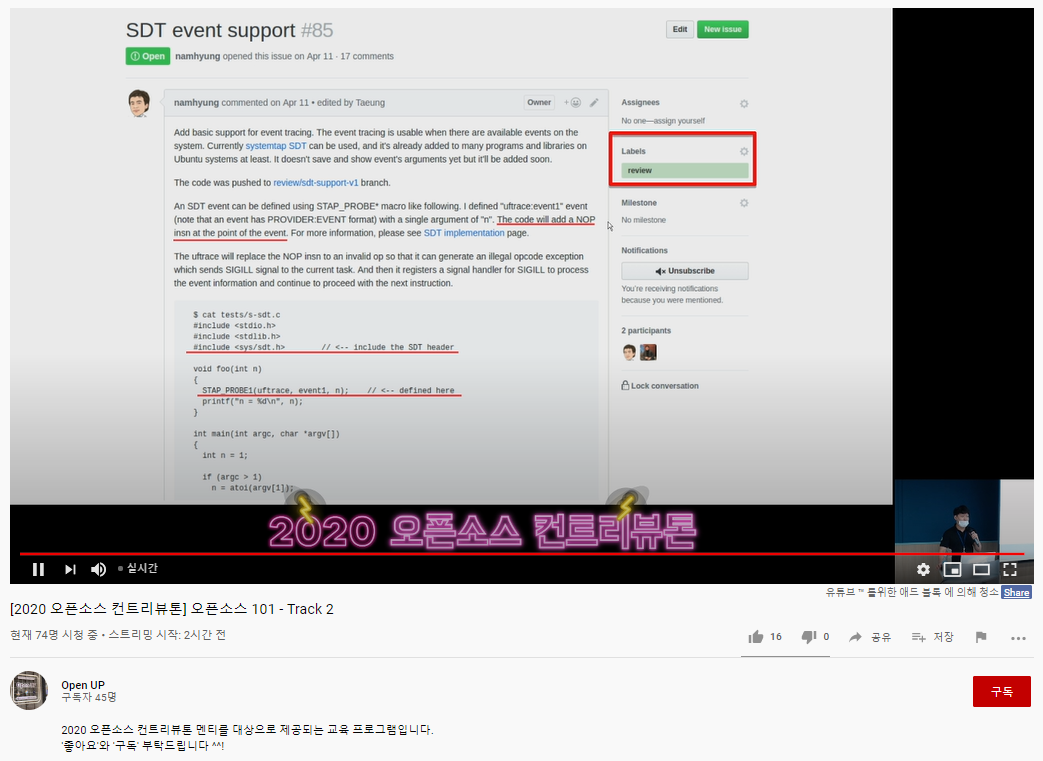 SDT event support #85
Edit
New issue
Open namhyung opened this issue on Apr 11 · 17 comments
namhyung commented on Apr 11 • edited by Taeung
Owner
Add basic support for event tracing. The event tracing is usable when there are available events on the
system. Currently systemtap SDT can be used, and it's already added to many programs and libraries on
Ubuntu systems at least. It doesn't save and show event's arguments yet but it'll be added soon.
The code was pushed to review/sdt-support-v1 branch.
An SDT event can be defined using STAP_PROBE* macro like following. I defined "uftrace:event1" event
(note that an event has PROVIDER:EVENT format) with a single argument of "n". The code will add a NOP
insn at the point of the event. For more information, please see SDT implementation page.
The uftrace will replace the NOP insn to an invalid op so that it can generate an illegal opcode exception
which sends SIGILL signal to the current task. And then it registers a signal handler for SIGILL to process
the event information and continue to proceed with the next instruction.
$ cat tests/s-sdt.c
#include <stdio.h>
#include <stdlib.h>
#include <sys/sdt.h> // <-- include the SDT header
void foo(int n)
{
STAP_PROBE1(uftrace, event1, n); // <-- defined here
printf("n = %d\n", n);
}
int main(int argc, char *argv[])
{
int n = 1;
if (argc > 1)
n = atoi(argv[1]);
Assignees
No one—assign yourself
Labels
review
Milestone
No milestone
Notifications
Unsubscribe
You're receiving notifications
because you were mentioned.
2 participants
Lock conversation
2020 오픈소스 컨트리뷰톤
실시간
유튜브 ™ 를위한 애드 블록 에 의해 청소 Share
[2020 오픈소스 컨트리뷰톤] 오픈소스 101 - Track 2
현재 74명 시청 중 • 스트리밍 시작: 2시간 전
16
0
공유
저장
Open UP
구독자 45명
구독
2020 오픈소스 컨트리뷰톤 멘티를 대상으로 제공되는 교육 프로그램입니다.
'좋아요'와 '구독' 부탁드립니다 ^^!